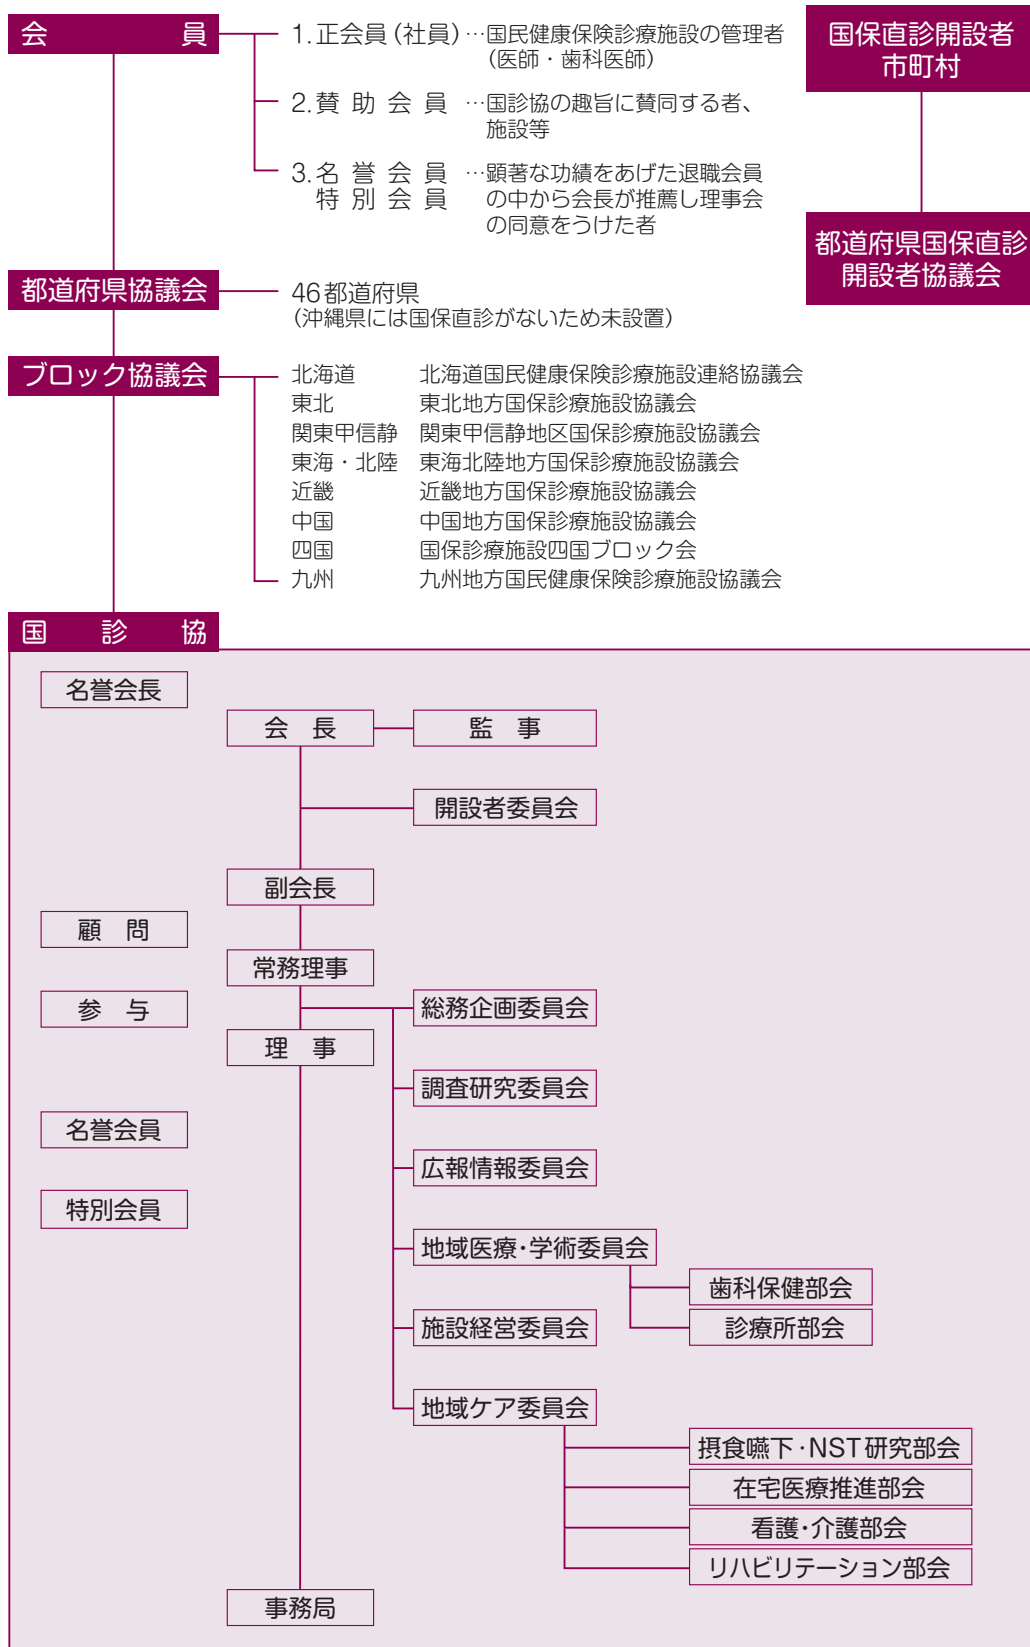 会員
1.正会員(社員)…国民健康保険診療施設の管理者
(医師・歯科医師)
2.賛助会員 …国診協の趣旨に賛同する者、
施設等
3.名誉会員 …顕著な功績をあげた退職会員
特別会員 の中から会長が推薦し理事会
の同意をうけた者
国保直診開設者
市町村
都道府県国保直診
開設者協議会
都道府県協議会
46都道府県
(沖縄県には国保直診がないため未設置)
ブロック協議会
北海道 北海道国民健康保険診療施設連絡協議会
東北 東北地方国保診療施設協議会
関東甲信静 関東甲信静地区国保診療施設協議会
東海・北陸 東海北陸地方国保診療施設協議会
近畿 近畿地方国保診療施設協議会
中国 中国地方国保診療施設協議会
四国 国保診療施設四国ブロック会
九州 九州地方国民健康保険診療施設協議会
国診協
名誉会長
会長
監事
開設者委員会
副会長
顧問
常務理事
参与
総務企画委員会
理事
調査研究委員会
名誉会員
広報情報委員会
特別会員
地域医療・学術委員会
歯科保健部会
診療所部会
施設経営委員会
地域ケア委員会
摂食嚥下・NST研究部会
在宅医療推進部会
看護・介護部会
リハビリテーション部会
事務局